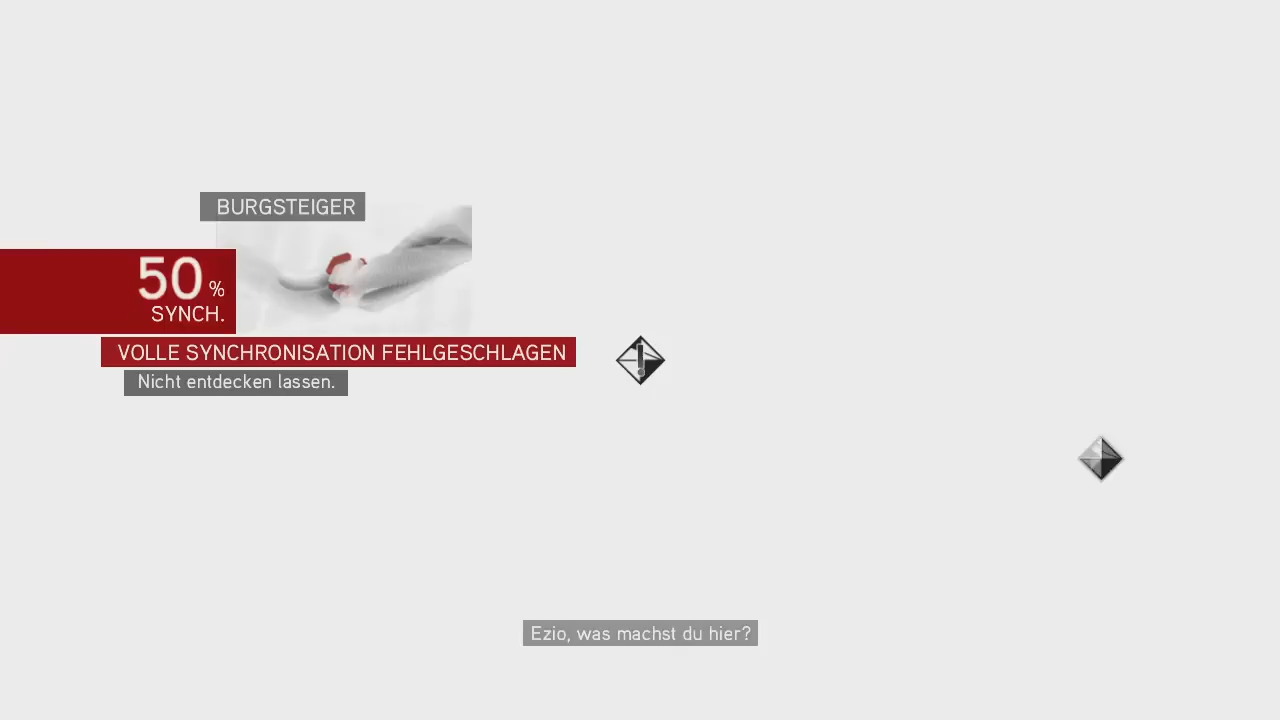 BURGSTEIGER
50 %
SYNCH.
VOLLE SYNCHRONISATION FEHLGESCHLAGEN
Nicht entdecken lassen.
Ezio, was machst du hier?